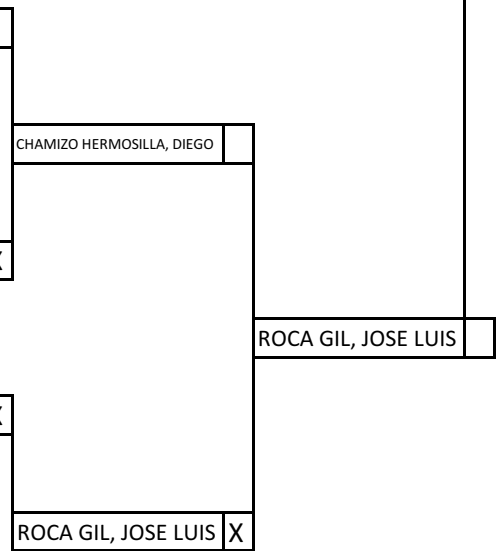 CHAMIZO HERMOSILLA, DIEGO
ROCA GIL, JOSE LUIS
ROCA GIL, JOSE LUIS X